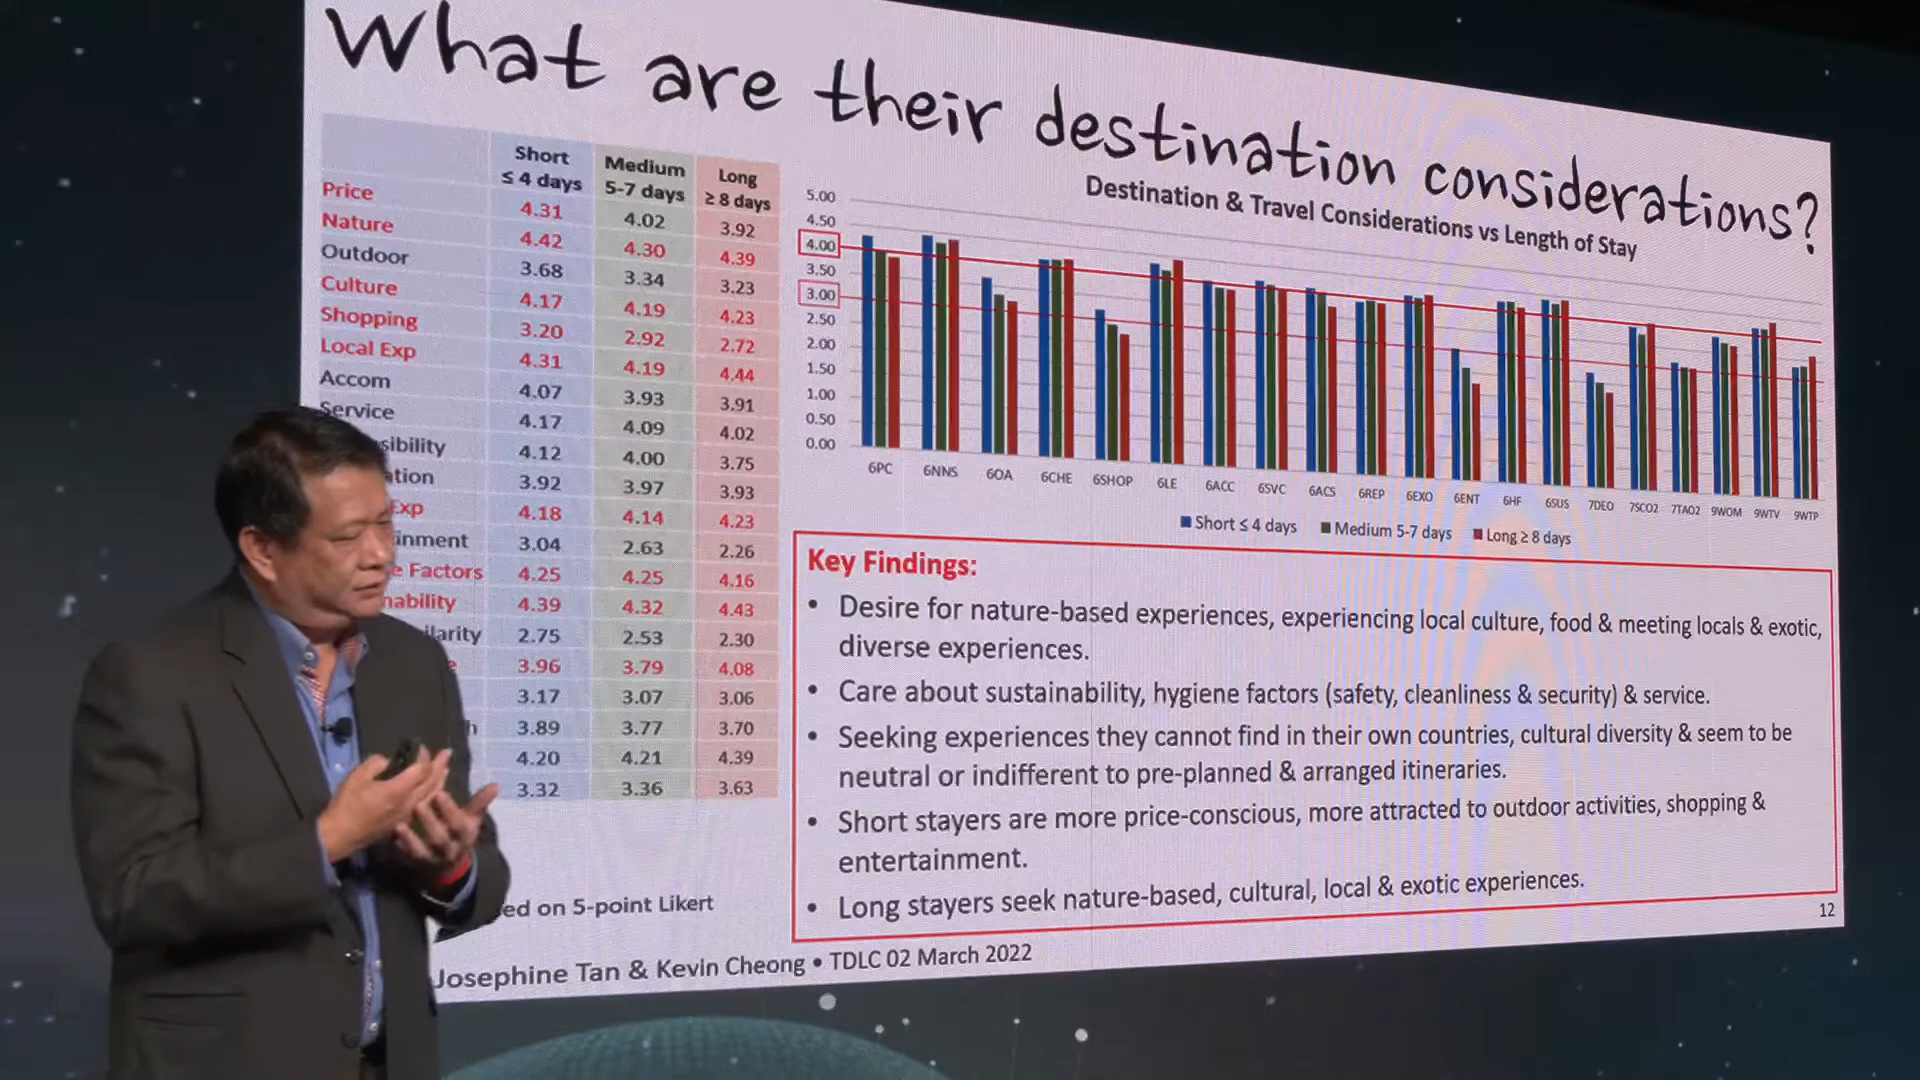 What are their destination considerations?
Short ≤ 4 days Medium 5-7 days Long ≥ 8 days
Price 4.31 4.02 3.92
Nature 4.42 4.30 4.39
Outdoor 3.68 3.34 3.23
Culture 4.17 4.19 4.23
Shopping 3.20 2.92 2.72
Local Exp 4.31 4.19 4.44
Accom 4.07 3.93 3.91
Service 4.17 4.09 4.02
sibility 4.12 4.00 3.75
tion 3.92 3.97 3.93
Exp 4.18 4.14 4.23
inment 3.04 2.63 2.26
e Factors 4.25 4.25 4.16
nability 4.39 4.32 4.43
ilarity 2.75 2.53 2.30
e 3.96 3.79 4.08
3.17 3.07 3.06
h 3.89 3.77 3.70
4.20 4.21 4.39
3.32 3.36 3.63
ed on 5-point Likert
Destination & Travel Considerations vs Length of Stay
5.00
4.50
4.00
3.50
3.00
2.50
2.00
1.50
1.00
0.50
0.00
6PC 6NNS 6OA 6CHE 6SHOP 6LE 6ACC 6SVC 6ACS 6REP 6EXO 6ENT 6HF 6SUS 7DEO 7SCO2 7TAO2 9WOM 9WTV 9WTP
Short ≤ 4 days Medium 5-7 days Long ≥ 8 days
Key Findings:
• Desire for nature-based experiences, experiencing local culture, food & meeting locals & exotic,
diverse experiences.
• Care about sustainability, hygiene factors (safety, cleanliness & security) & service.
• Seeking experiences they cannot find in their own countries, cultural diversity & seem to be
neutral or indifferent to pre-planned & arranged itineraries.
• Short stayers are more price-conscious, more attracted to outdoor activities, shopping &
entertainment.
• Long stayers seek nature-based, cultural, local & exotic experiences.
12
Josephine Tan & Kevin Cheong • TDLC 02 March 2022